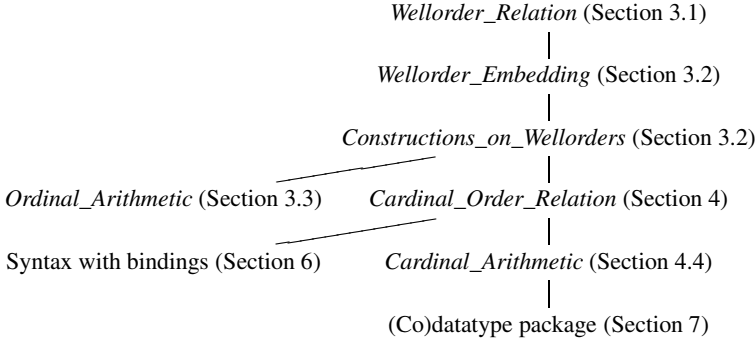 Wellorder_Relation (Section 3.1)
Wellorder_Embedding (Section 3.2)
Constructions_on_Wellorders (Section 3.2)
Ordinal_Arithmetic (Section 3.3)
Cardinal_Order_Relation (Section 4)
Syntax with bindings (Section 6)
Cardinal_Arithmetic (Section 4.4)
(Co)datatype package (Section 7)